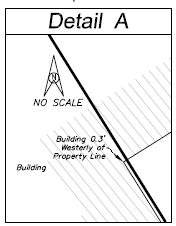 Detail A
N
NO SCALE
Building 0.3'
Westerly of
Property Line
Building